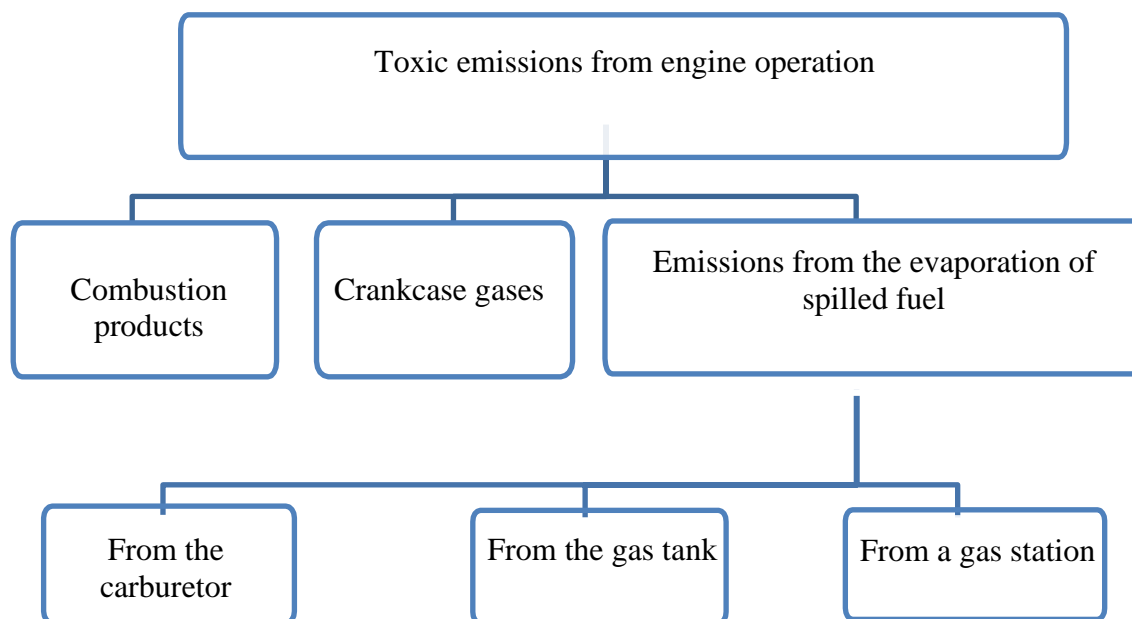 Toxic emissions from engine operation
Combustion
products
Crankcase gases
Emissions from the evaporation of
spilled fuel
From the
carburetor
From the gas tank
From a gas station